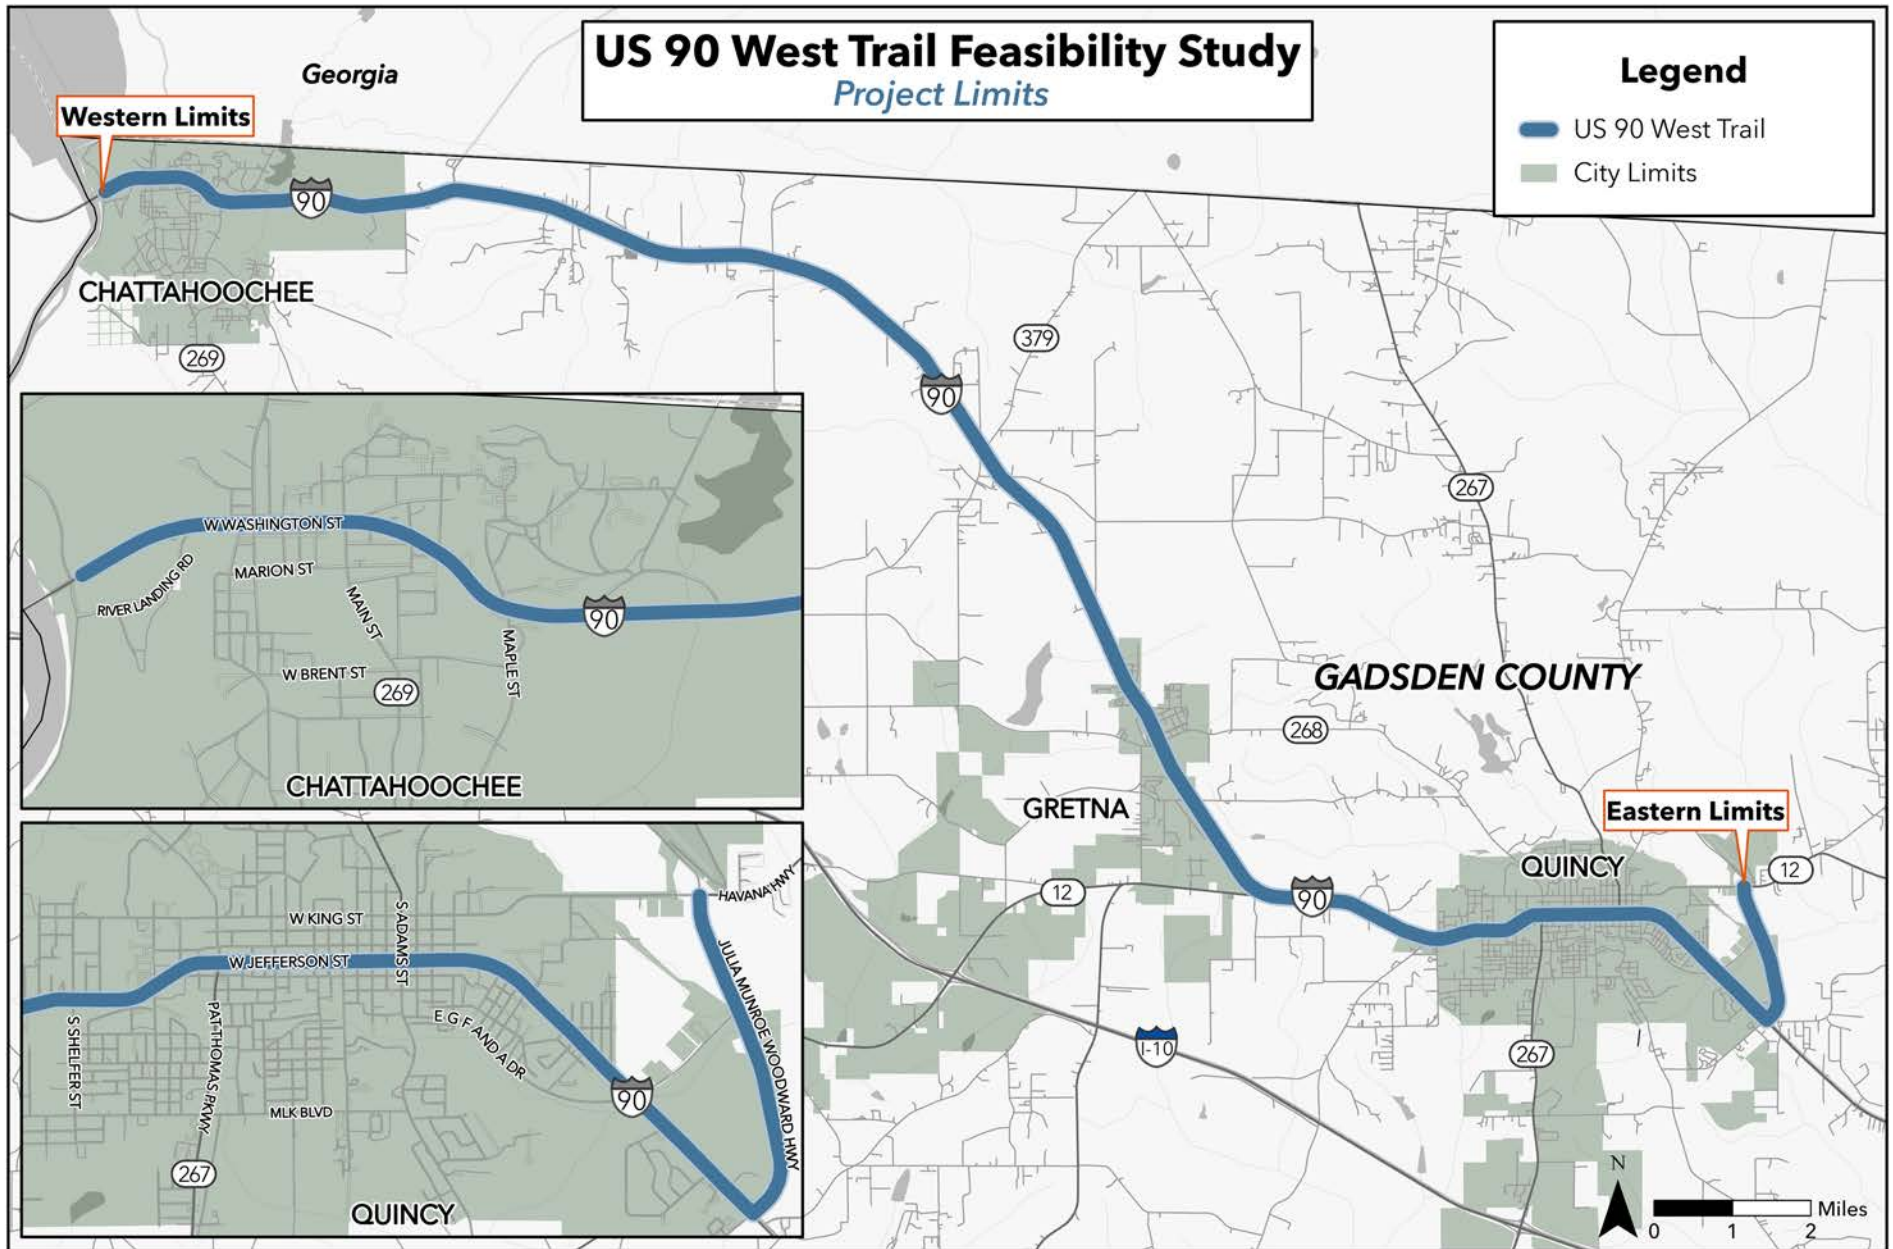 US 90 West Trail Feasibility Study
Project Limits
Legend
US 90 West Trail
City Limits
Georgia
Western Limits
90
CHATTAHOOCHEE
269
379
90
267
GADSDEN COUNTY
268
GRETNA
Eastern Limits
QUINCY
12
12
90
I-10
267
N
Miles
0 1 2
W WASHINGTON ST
MARION ST
RIVER LANDING RD
MAIN ST
90
MAPLE ST
W BRENT ST
269
CHATTAHOOCHEE
HAVANA HWY
W KING ST
S ADAMS ST
W JEFFERSON ST
JULIA MUNROE WOODWARD HWY
S SHELFER ST
PAT THOMAS PKWY
E G F AND A DR
90
MLK BLVD
267
QUINCY